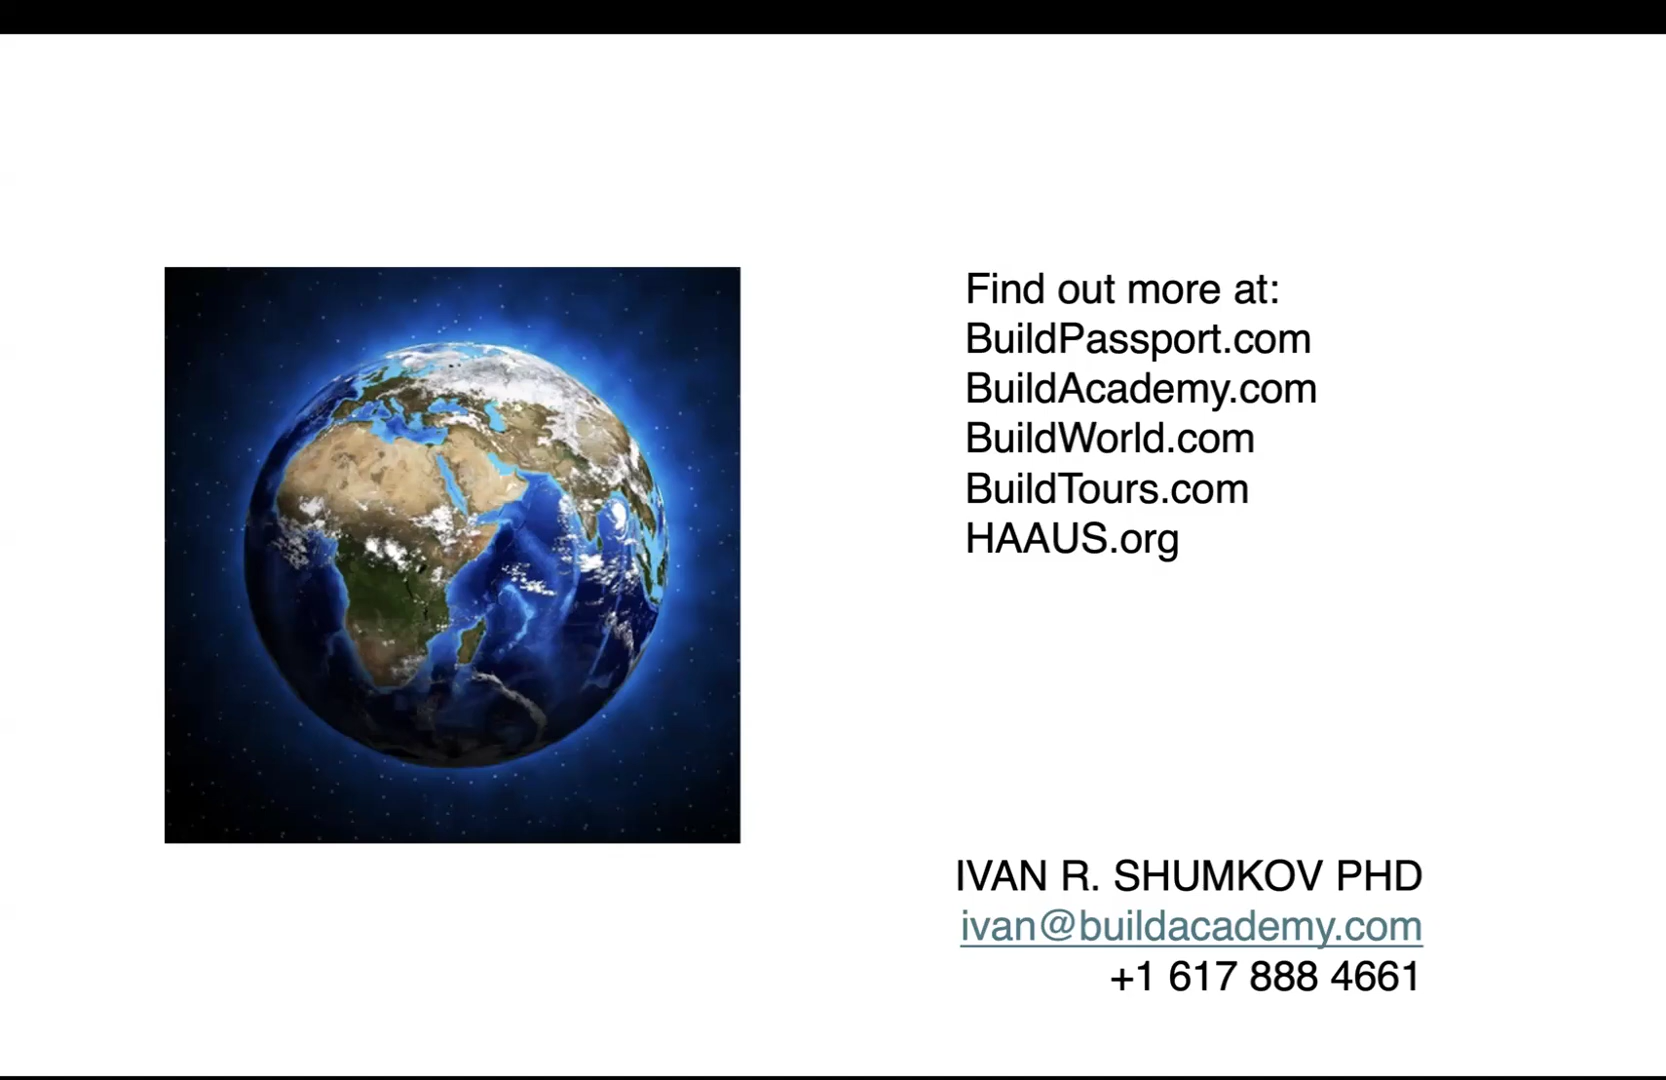 Find out more at:
BuildPassport.com
BuildAcademy.com
BuildWorld.com
BuildTours.com
HAAUS.org
IVAN R. SHUMKOV PHD
ivan@buildacademy.com
+1 617 888 4661